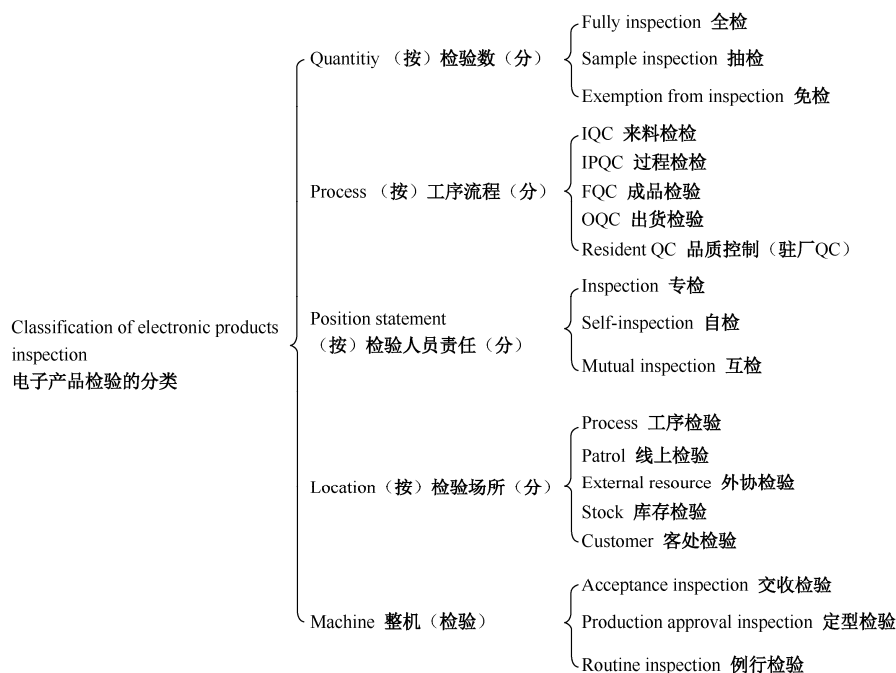 Classification of electronic products
inspection
电子产品检验的分类
Quantitiy （按）检验数（分）
Fully inspection 全检
Sample inspection 抽检
Exemption from inspection 免检
Process （按）工序流程（分）
IQC 来料检检
IPQC 过程检检
FQC 成品检验
OQC 出货检验
Resident QC 品质控制（驻厂QC）
Position statement
（按）检验人员责任（分）
Inspection 专检
Self-inspection 自检
Mutual inspection 互检
Location（按）检验场所（分）
Process 工序检验
Patrol 线上检验
External resource 外协检验
Stock 库存检验
Customer 客处检验
Machine 整机（检验）
Acceptance inspection 交收检验
Production approval inspection 定型检验
Routine inspection 例行检验